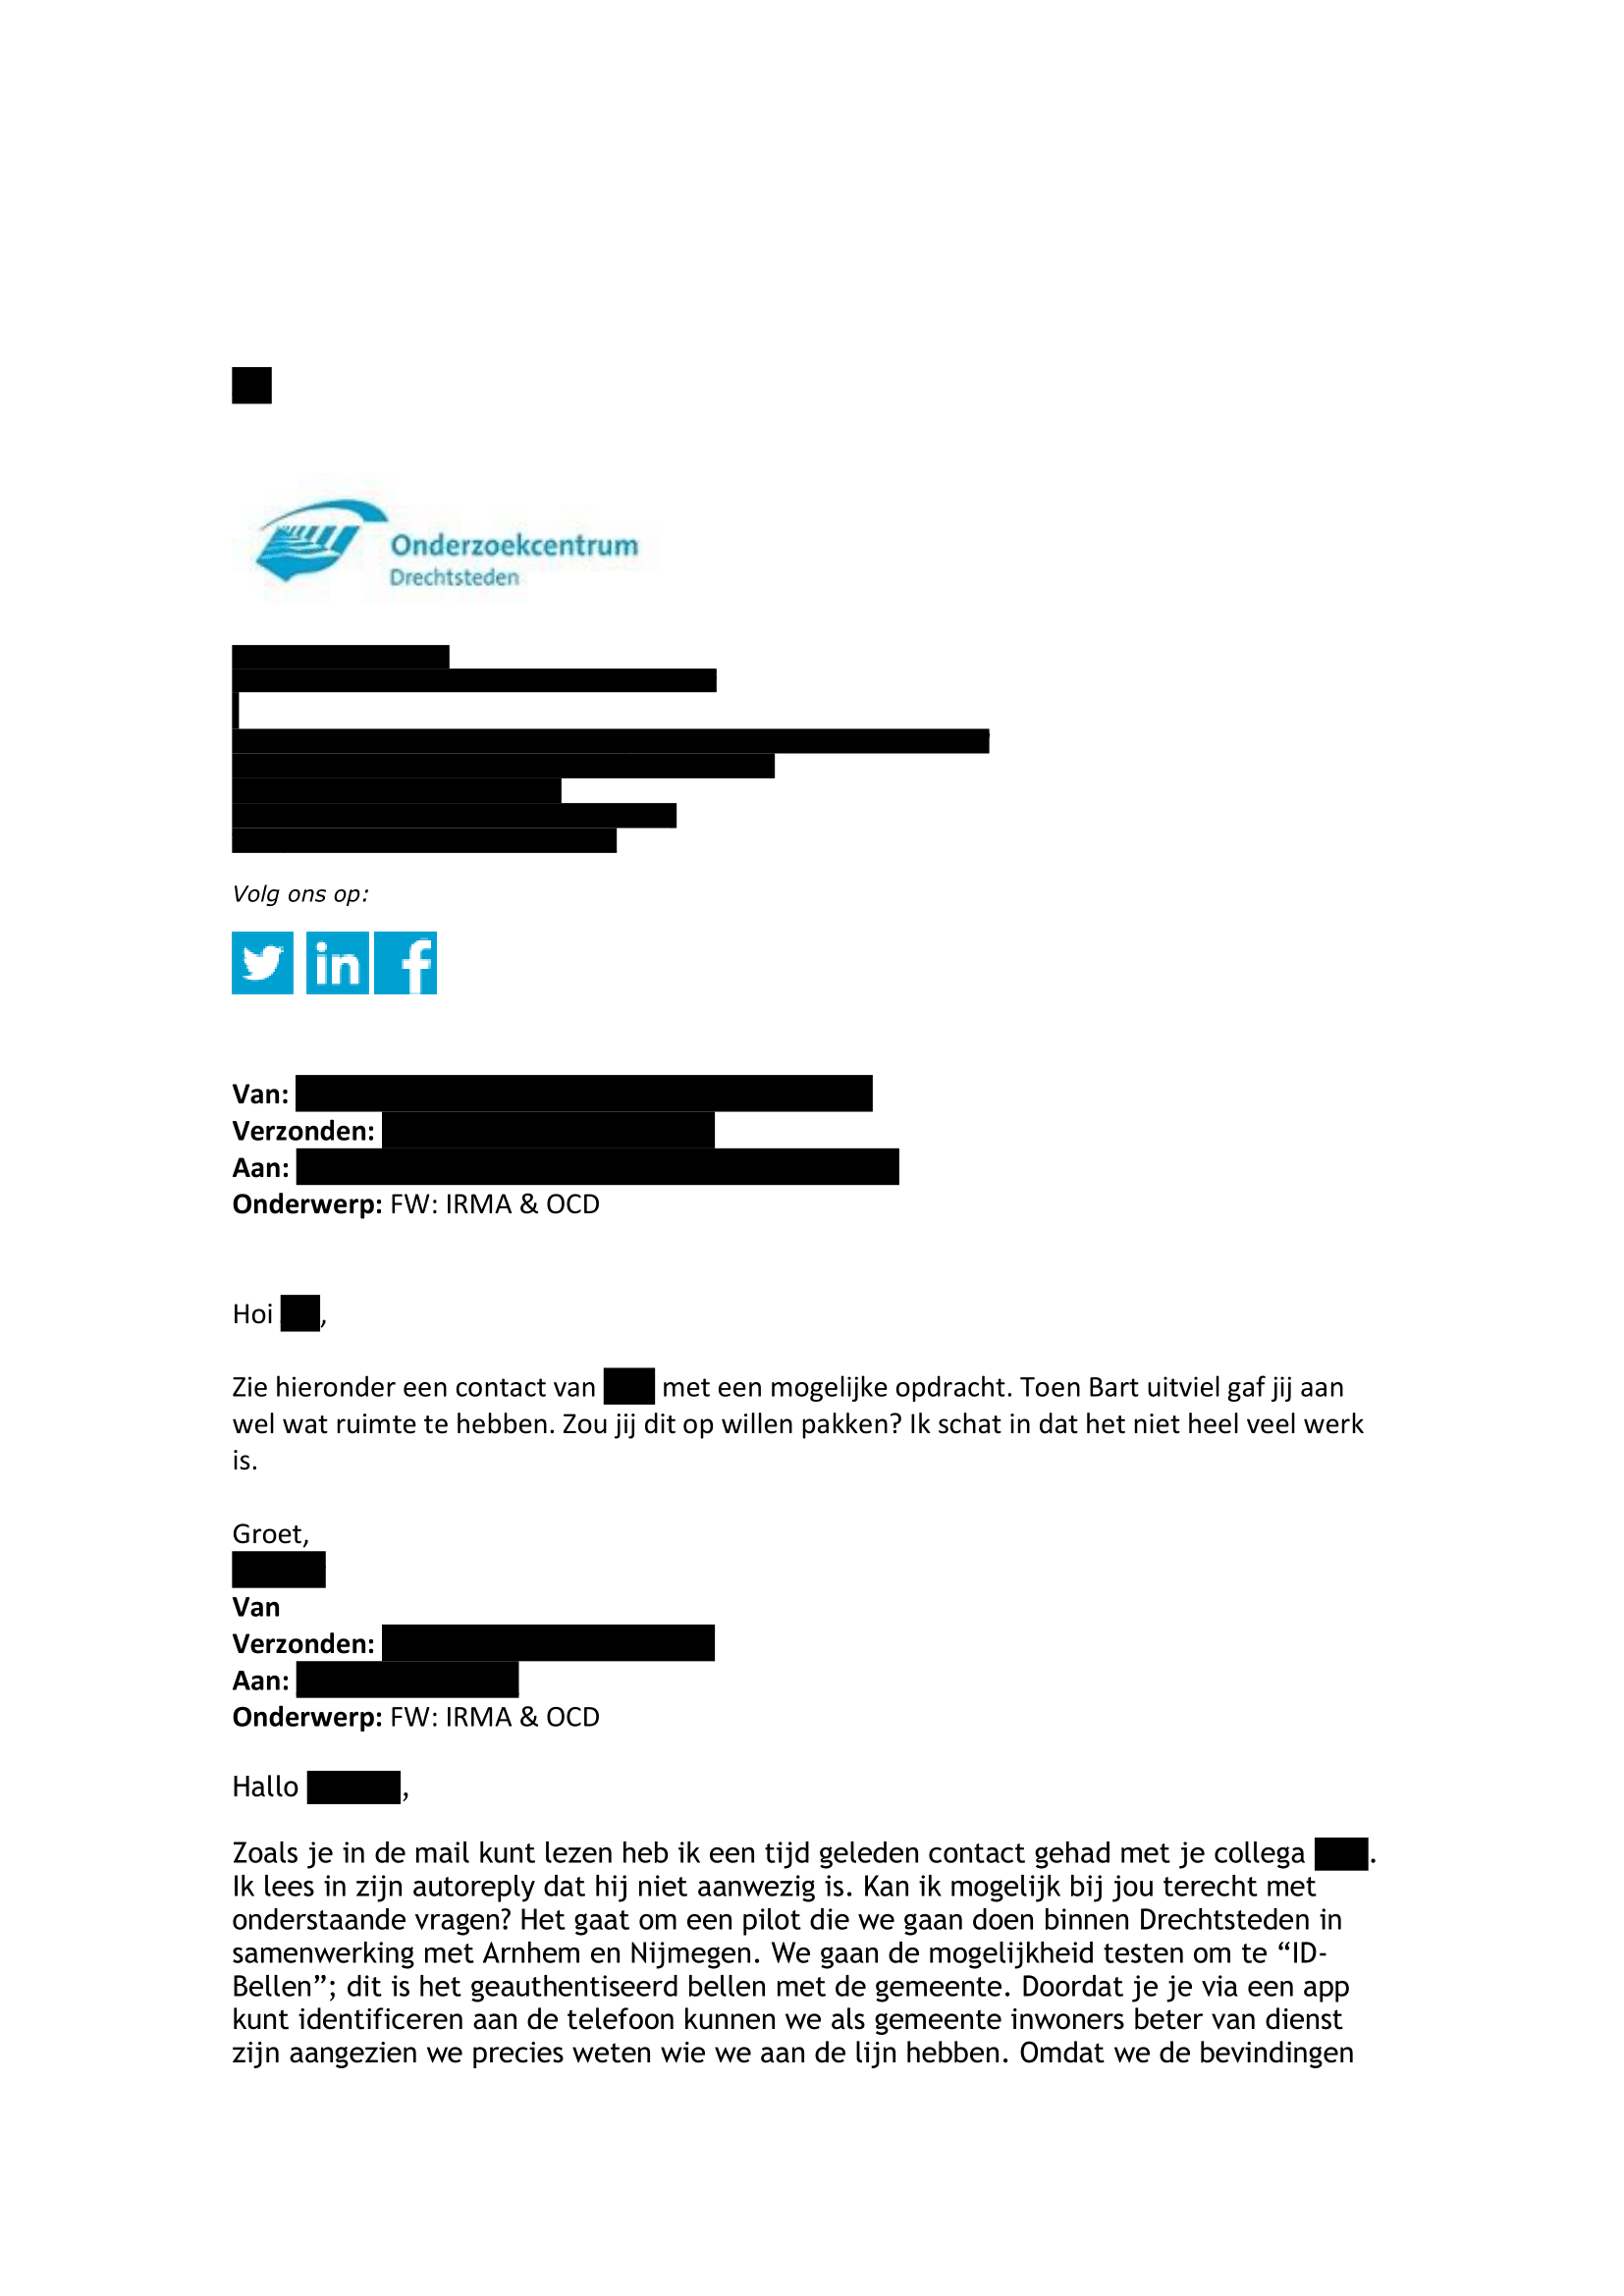 Onderzoekcentrum
Drechtsteden
Volg ons op:
Van:
Verzonden:
Aan:
Onderwerp: FW: IRMA & OCD
Hoi ,
Zie hieronder een contact van met een mogelijke opdracht. Toen Bart uitviel gaf jij aan
wel wat ruimte te hebben. Zou jij dit op willen pakken? Ik schat in dat het niet heel veel werk
is.
Groet,
Van
Verzonden:
Aan:
Onderwerp: FW: IRMA & OCD
Hallo ,
Zoals je in de mail kunt lezen heb ik een tijd geleden contact gehad met je collega .
Ik lees in zijn autoreply dat hij niet aanwezig is. Kan ik mogelijk bij jou terecht met
onderstaande vragen? Het gaat om een pilot die we gaan doen binnen Drechtsteden in
samenwerking met Arnhem en Nijmegen. We gaan de mogelijkheid testen om te “ID-
Bellen”; dit is het geauthentiseerd bellen met de gemeente. Doordat je je via een app
kunt identificeren aan de telefoon kunnen we als gemeente inwoners beter van dienst
zijn aangezien we precies weten wie we aan de lijn hebben. Omdat we de bevindingen